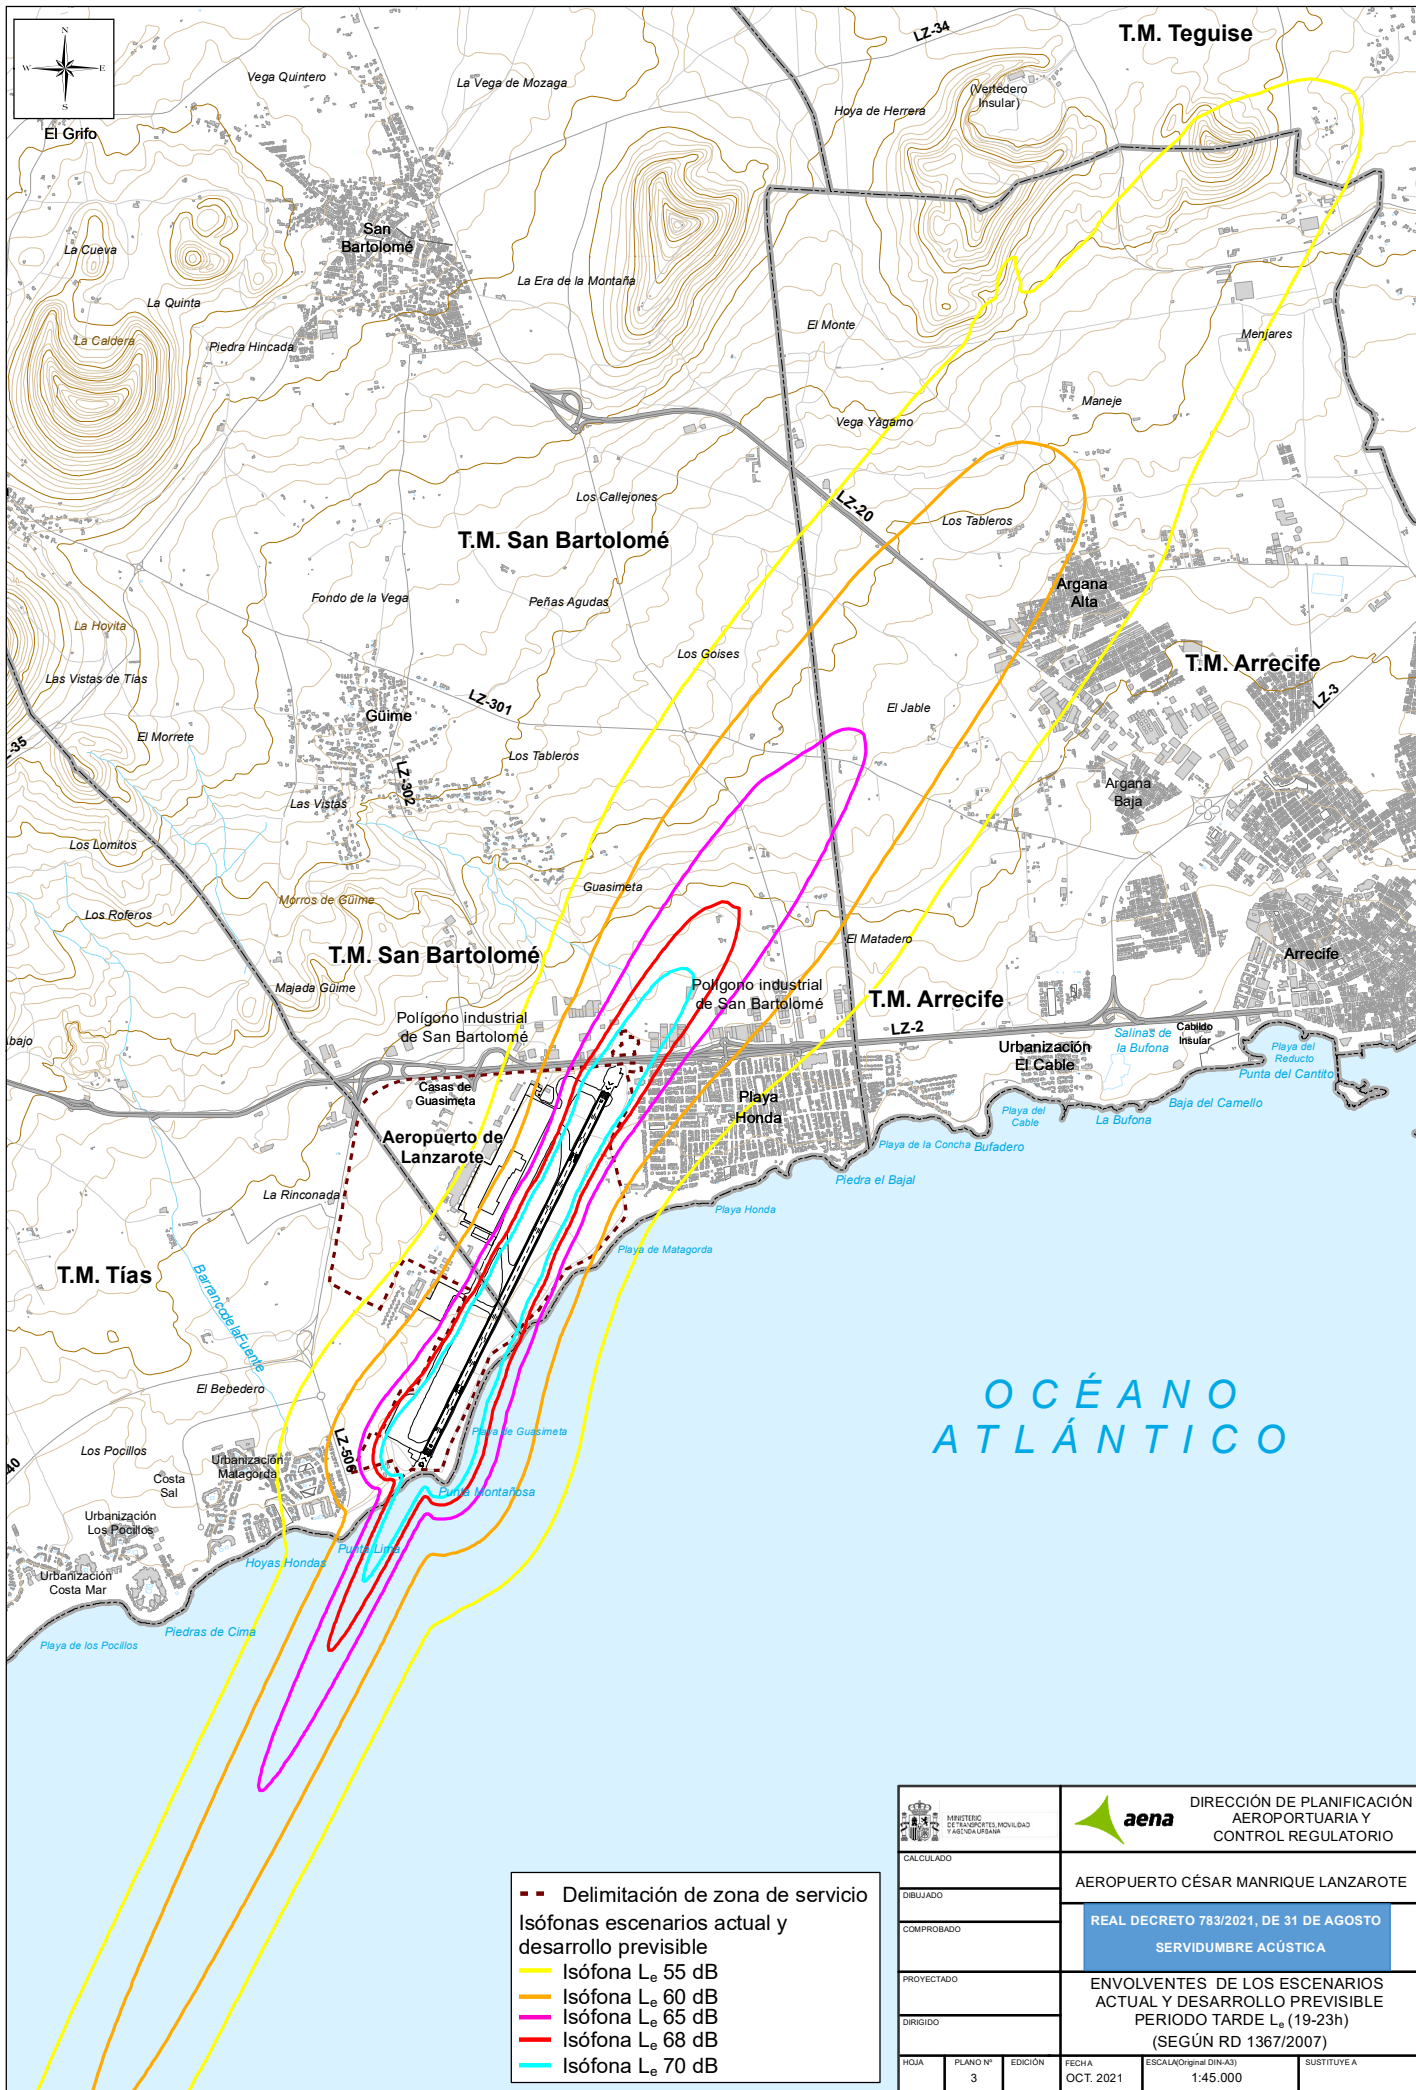 LZ-34
T.M. Teguise
N
W
E
S
Vega Quintero
La Vega de Mozaga
(Vertedero
Insular)
Hoya de Herrera
El Grifo
San
Bartolomé
La Cueva
La Era de la Montaña
La Quinta
El Monte
Menjares
La Caldera
Piedra Hincada
Maneje
Vega Yágamo
Los Callejones
LZ-20
Los Tableros
T.M. San Bartolomé
Argana
Alta
Fondo de la Vega
Peñas Agudas
La Hoyita
Los Goises
T.M. Arrecife
Las Vistas de Tías
LZ-301
LZ-3
Güime
El Jable
El Morrete
-35
Los Tableros
LZ-302
Argana
Baja
Las Vistas
Los Lomitos
Guasimeta
Morros de Güime
Los Roferos
El Matadero
T.M. San Bartolomé
Arrecife
Majada Güime
Polígono industrial
de San Bartolomé
T.M. Arrecife
Polígono industrial
de San Bartolomé
LZ-2
Abajo
Salinas de
la Bufona
Cabildo
Insular
Urbanización
El Cable
Playa del
Reducto
Punta del Cantito
Casas de
Guasimeta
Playa
Honda
Baja del Camello
Playa del
Cable
La Bufona
Aeropuerto de
Lanzarote
Playa de la Concha
Bufadero
Piedra el Bajal
La Rinconada
Playa Honda
Playa de Matagorda
T.M. Tías
Barranco de la Fuente
El Bebedero
OCÉANO
ATLÁNTICO
Playa de Guasimeta
LZ-506
Los Pocillos
-40
Urbanización
Matagorda
Costa
Sal
Punta Montañosa
Urbanización
Los Pocillos
Punta Lima
Hoyas Hondas
Urbanización
Costa Mar
Piedras de Cima
Playa de los Pocillos
Delimitación de zona de servicio
Isófonas escenarios actual y
desarrollo previsible
Isófona Le 55 dB
Isófona Le 60 dB
Isófona Le 65 dB
Isófona Le 68 dB
Isófona Le 70 dB
MINISTERIO
DE TRANSPORTES, MOVILIDAD
Y AGENDA URBANA
aena
DIRECCIÓN DE PLANIFICACIÓN
AEROPORTUARIA Y
CONTROL REGULATORIO
CALCULADO
AEROPUERTO CÉSAR MANRIQUE LANZAROTE
DIBUJADO
REAL DECRETO 783/2021, DE 31 DE AGOSTO
SERVIDUMBRE ACÚSTICA
COMPROBADO
PROYECTADO
ENVOLVENTES DE LOS ESCENARIOS
ACTUAL Y DESARROLLO PREVISIBLE
PERIODO TARDE Le (19-23h)
(SEGÚN RD 1367/2007)
DIRIGIDO
HOJA
PLANO Nº
3
EDICIÓN
FECHA
OCT. 2021
ESCALA(Original DIN-A3)
1:45.000
SUSTITUYE A